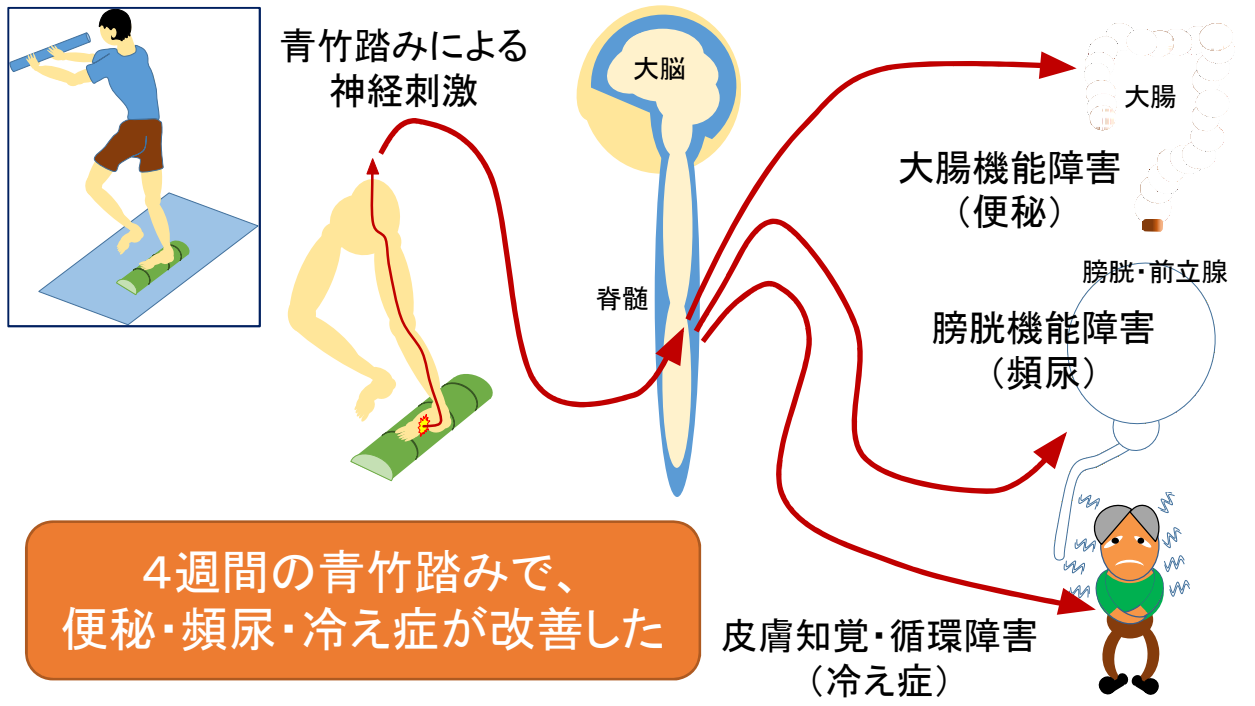 青竹踏みによる
神経刺激
大脳
大腸
大腸機能障害
（便秘）
膀胱・前立腺
脊髄
膀胱機能障害
（頻尿）
４週間の青竹踏みで、
便秘・頻尿・冷え症が改善した
皮膚知覚・循環障害
（冷え症）